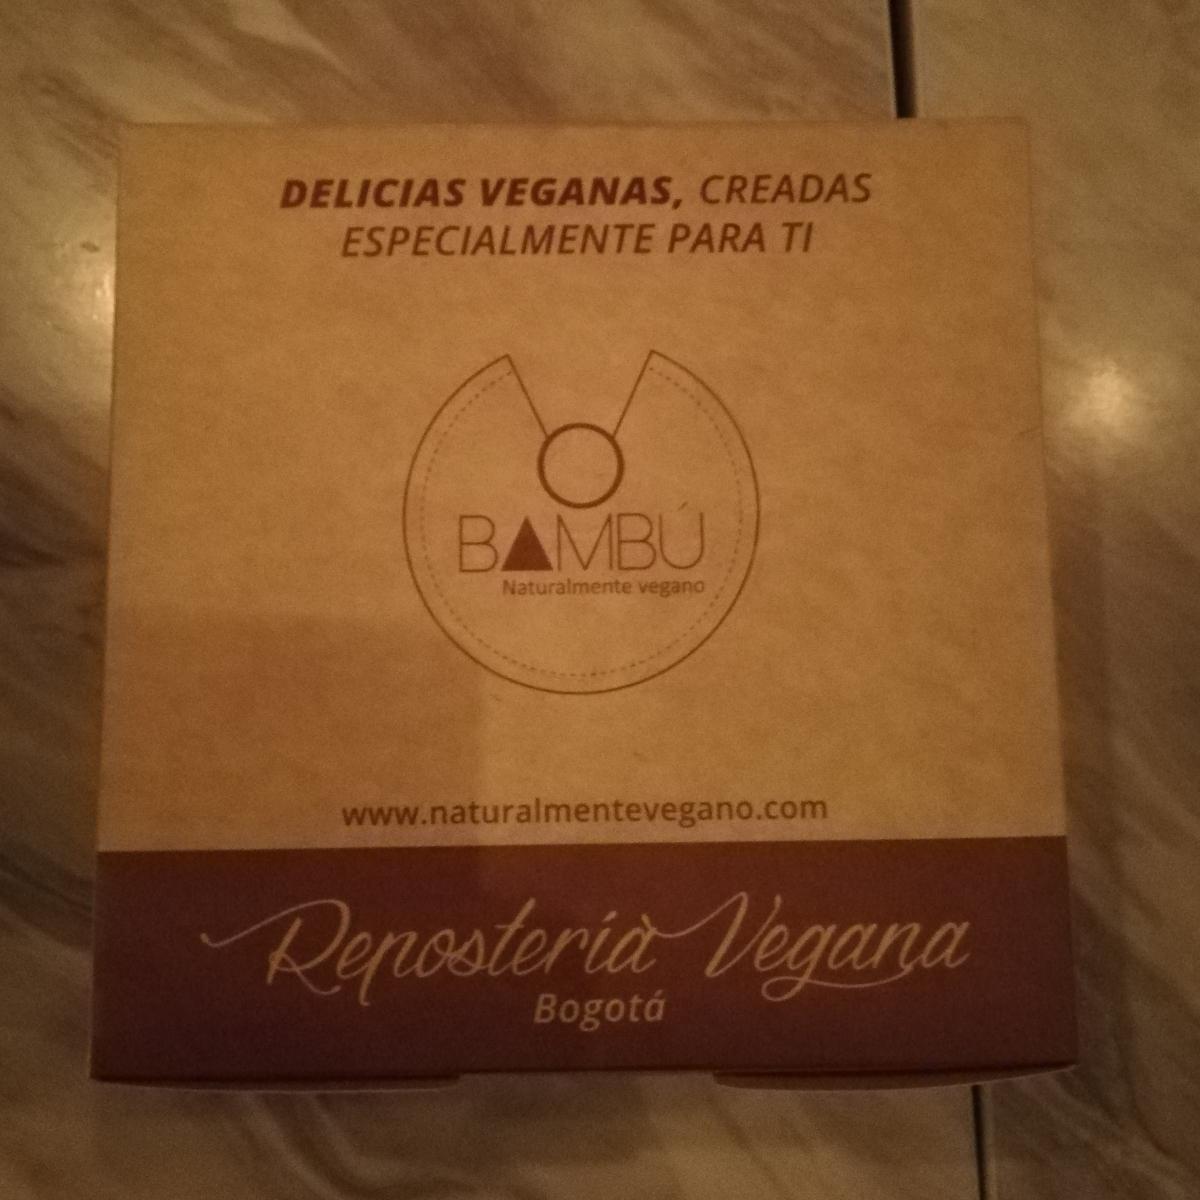 DELICIAS VEGANAS, CREADAS
ESPECIALMENTE PARA TI
BAMBÚ
Naturalmente vegano
www.naturalmentevegano.com
Repostería Vegana
Bogotá